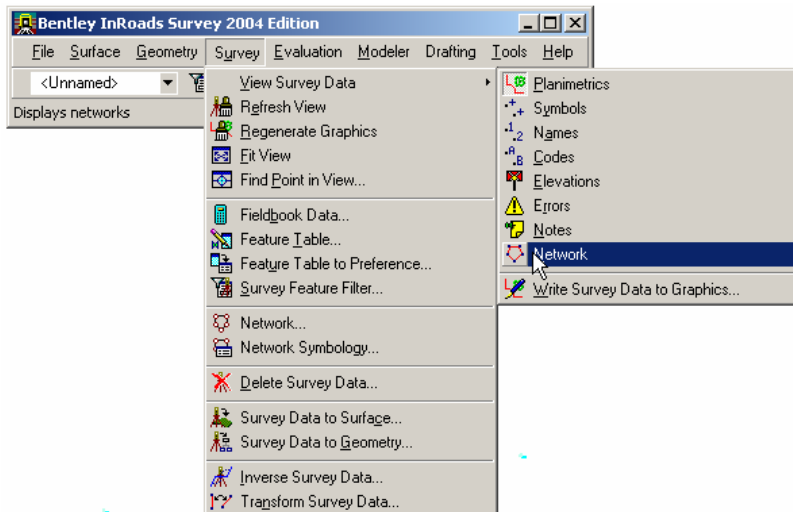 Bentley InRoads Survey 2004 Edition
File Surface Geometry Survey Evaluation Modeler Drafting Tools Help
<Unnamed>
Displays networks
View Survey Data
Refresh View
Regenerate Graphics
Fit View
Find Point in View...
Fieldbook Data...
Feature Table...
Feature Table to Preference...
Survey Feature Filter...
Network...
Network Symbology...
Delete Survey Data...
Survey Data to Surface...
Survey Data to Geometry...
Inverse Survey Data...
Transform Survey Data...
Planimetrics
Symbols
Names
Codes
Elevations
Errors
Notes
Network
Write Survey Data to Graphics...